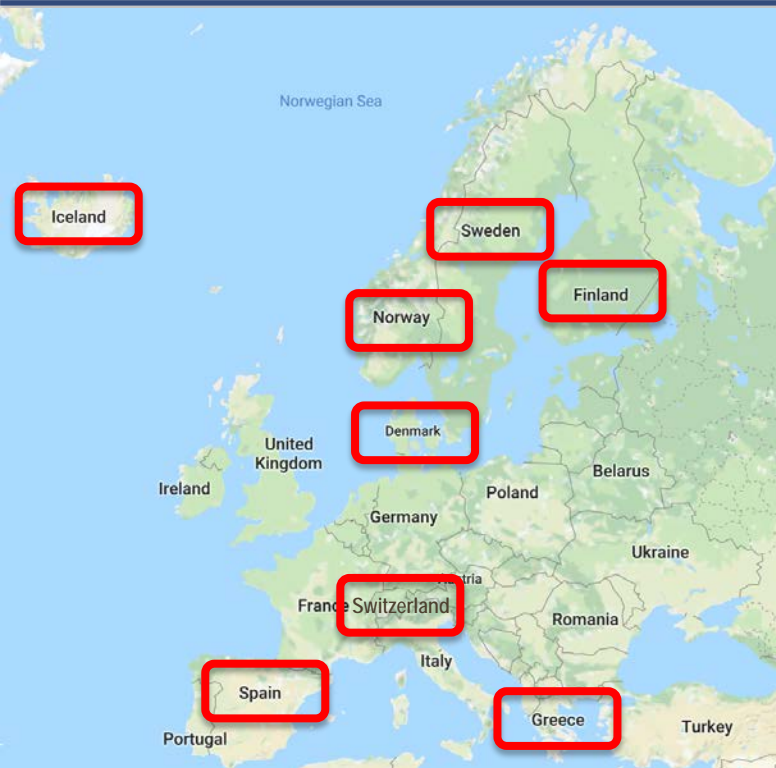 Norwegian Sea
Iceland
Sweden
Finland
Norway
Denmark
United
Kingdom
Ireland
Belarus
Poland
Germany
Ukraine
Austria
France
Switzerland
Romania
Italy
Spain
Greece
Turkey
Portugal